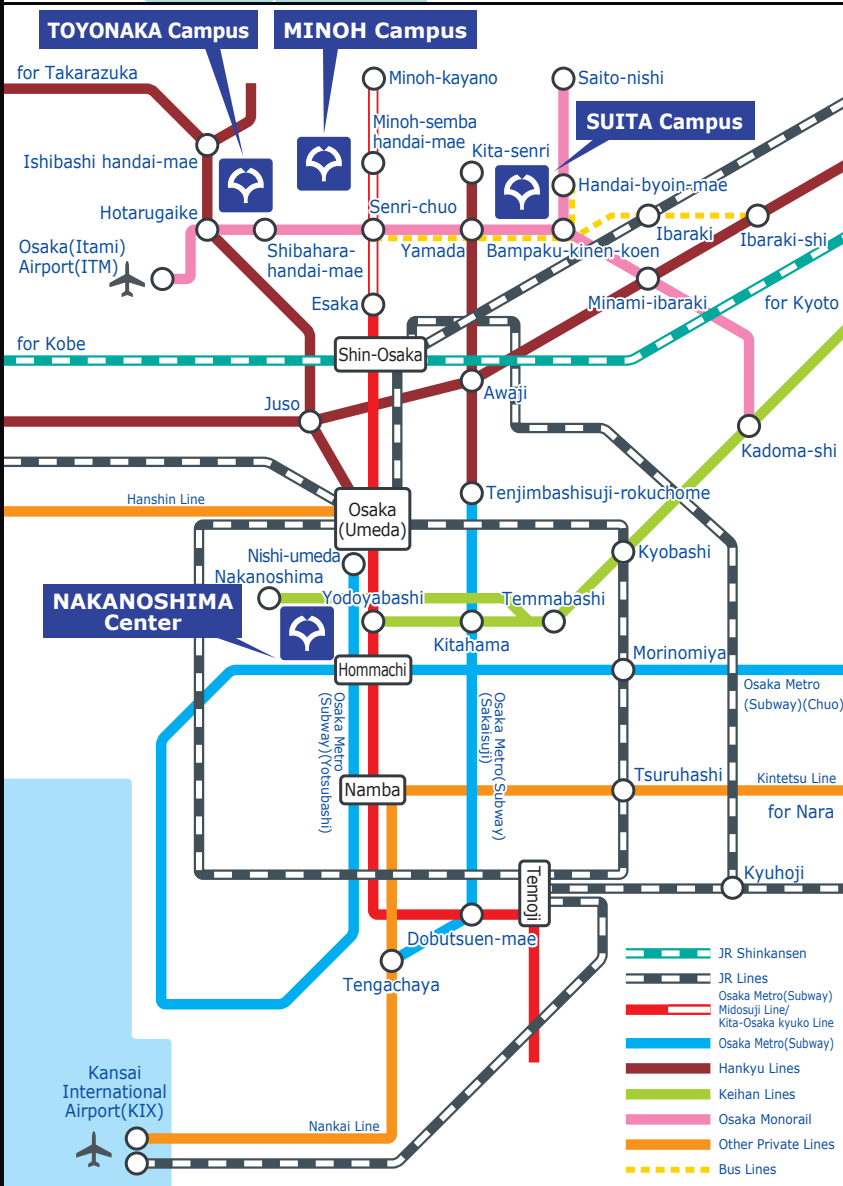 TOYONAKA Campus
MINOH Campus
for Takarazuka
Minoh-kayano
Saito-nishi
SUITA Campus
Minoh-semba
handai-mae
Kita-senri
Ishibashi handai-mae
Handai-byoin-mae
Hotarugaike
Senri-chuo
Ibaraki
Ibaraki-shi
Osaka(Itami)
Airport(ITM)
Shibahara-
handai-mae
Yamada
Bampaku-kinen-koen
Esaka
Minami-ibaraki
for Kyoto
for Kobe
Shin-Osaka
Juso
Awaji
Kadoma-shi
Hanshin Line
Osaka
(Umeda)
Tenjimbashisuji-rokuchome
Nishi-umeda
Kyobashi
Nakanoshima
Yodoyabashi
Temmabashi
NAKANOSHIMA
Center
Kitahama
Hommachi
Morinomiya
Osaka Metro
(Subway)(Chuo)
Osaka Metro
(Subway)(Yotsubashi)
Osaka Metro(Subway)
(Sakaisuji)
Namba
Tsuruhashi
Kintetsu Line
for Nara
Tennoji
Kyuhoji
Dobutsuen-mae
Tengachaya
JR Shinkansen
JR Lines
Osaka Metro(Subway)
Midosuji Line/
Kita-Osaka kyuko Line
Osaka Metro(Subway)
Hankyu Lines
Keihan Lines
Osaka Monorail
Other Private Lines
Bus Lines
Kansai
International
Airport(KIX)
Nankai Line